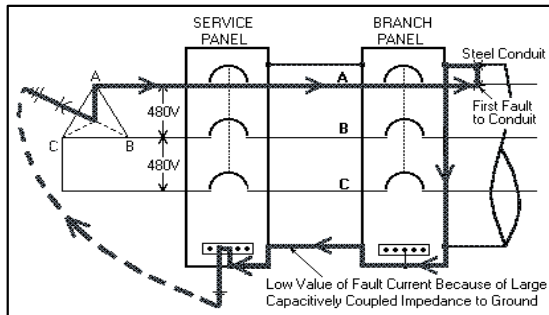 SERVICE
PANEL
BRANCH
PANEL
Steel Conduit
A
A
First Fault
to Conduit
480V
C
B
B
480V
C
Low Value of Fault Current Because of Large
Capacitively Coupled Impedance to Ground